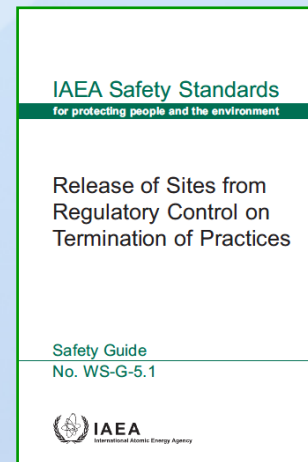 IAEA Safety Standards
for protecting people and the environment
Release of Sites from
Regulatory Control on
Termination of Practices
Safety Guide
No. WS-G-5.1
IAEA
International Atomic Energy Agency